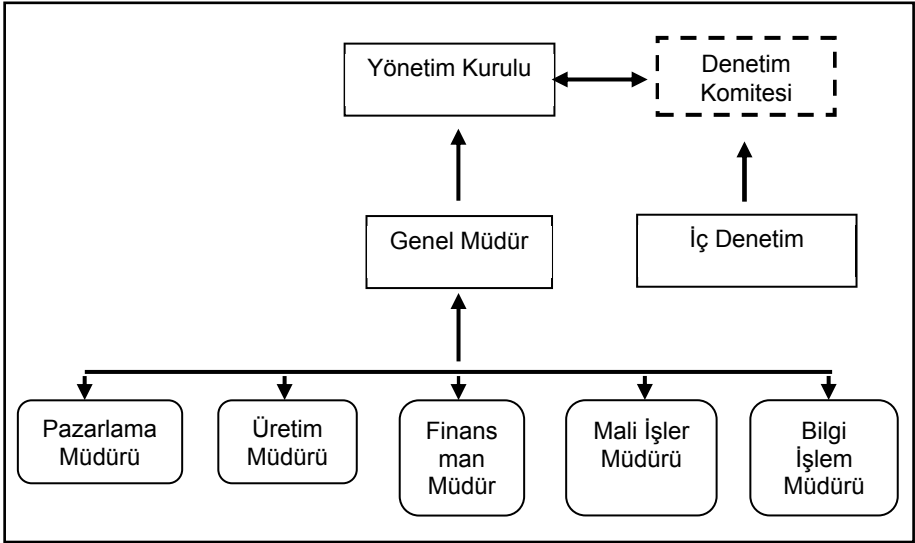 Yönetim Kurulu
Denetim
Komitesi
Genel Müdür
İç Denetim
Pazarlama
Müdürü
Üretim
Müdürü
Finans
man
Müdür
Mali İşler
Müdürü
Bilgi
İşlem
Müdürü